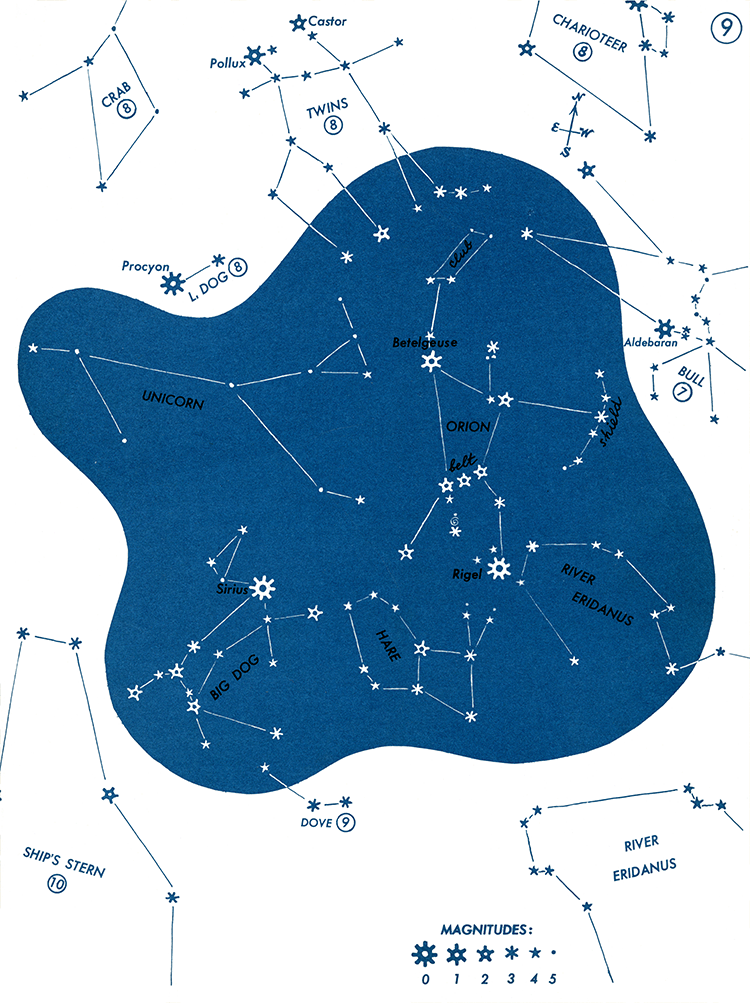 9
Castor
Pollux
TWINS
8
CHARIOTEER
8
CRAB
8
N
E W
S
Procyon
L. DOG 8
club
Betelgeuse
Aldebaran
BULL
7
UNICORN
ORION
shield
belt
Sirius
Rigel
RIVER
ERIDANUS
HARE
BIG DOG
DOVE 9
SHIP'S STERN
10
RIVER
ERIDANUS
MAGNITUDES:
0 1 2 3 4 5